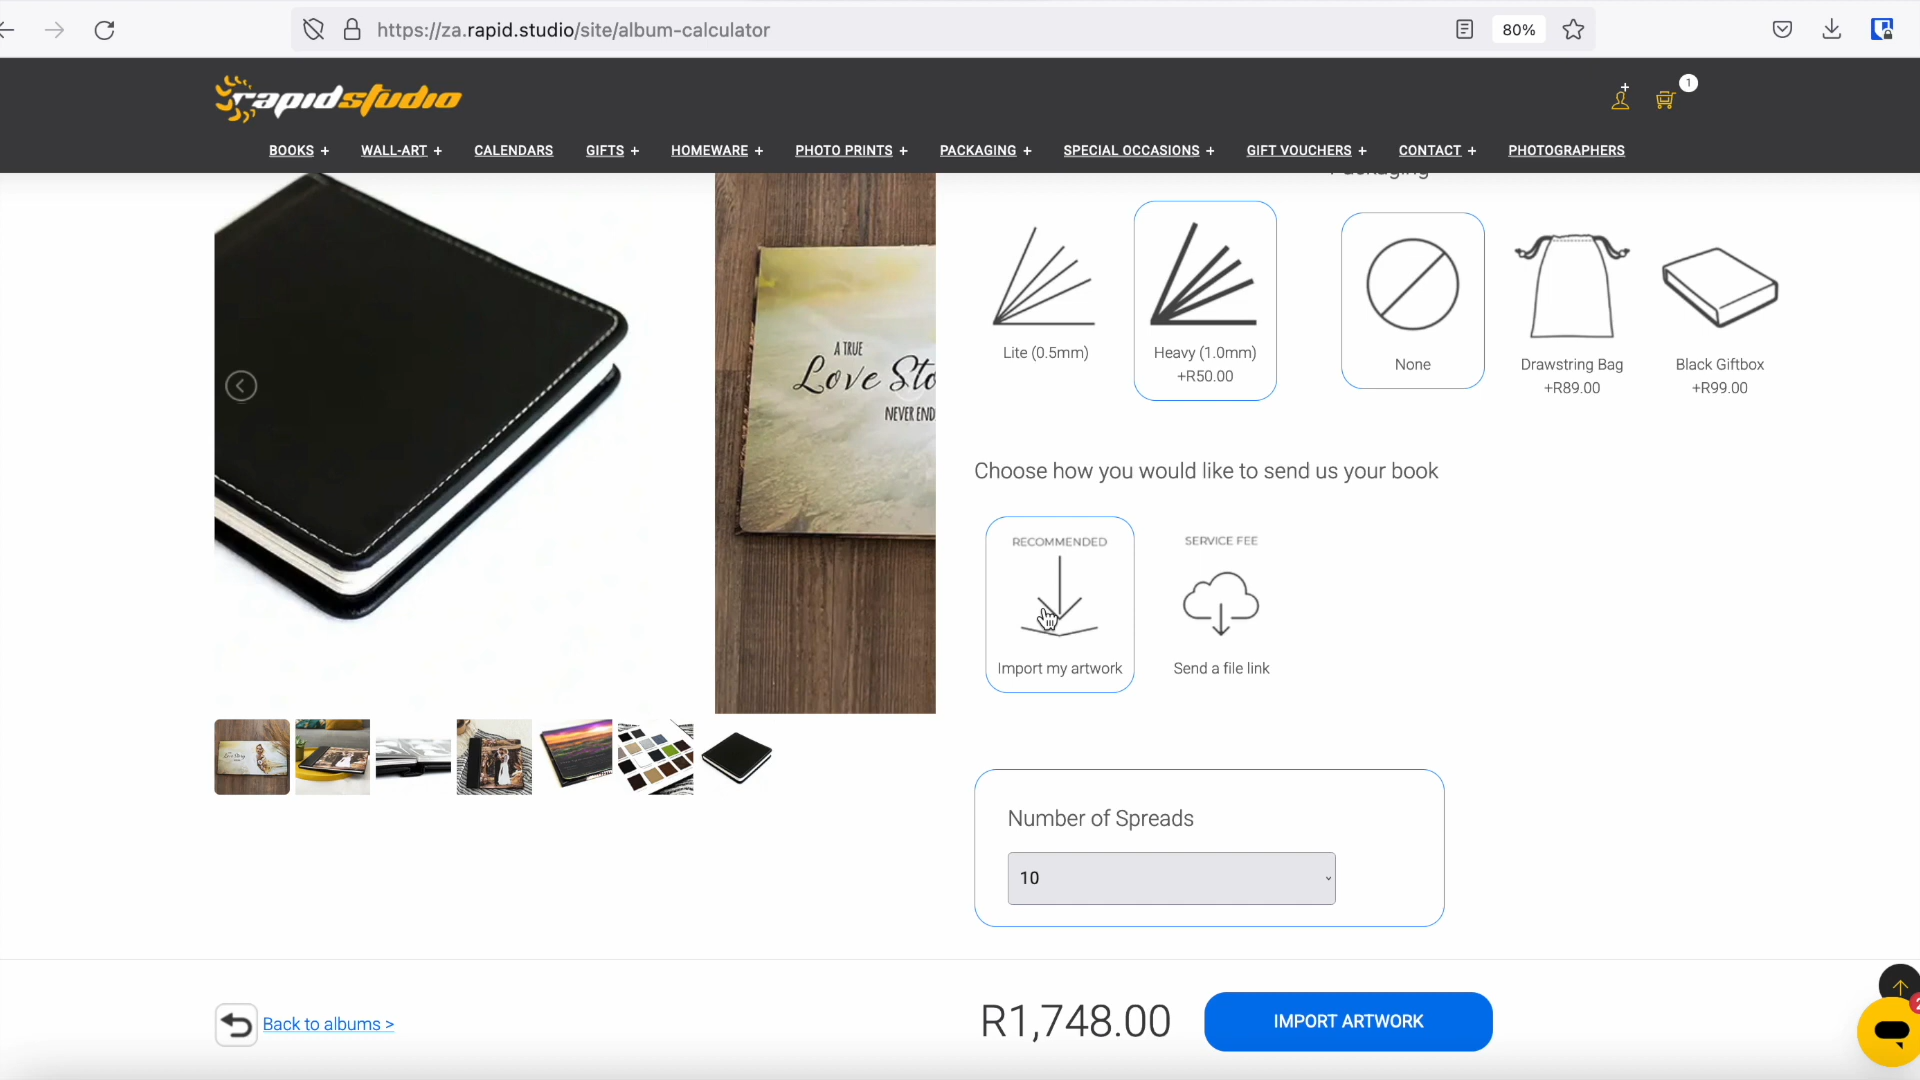 https://za.rapid.studio/site/album-calculator
80%
rapidstudio
1
BOOKS +
WALL-ART +
CALENDARS
GIFTS +
HOMEWARE +
PHOTO PRINTS +
PACKAGING +
SPECIAL OCCASIONS +
GIFT VOUCHERS +
CONTACT +
PHOTOGRAPHERS
Packaging
Lite (0.5mm)
Heavy (1.0mm)
+R50.00
None
Drawstring Bag
+R89.00
Black Giftbox
+R99.00
A TRUE
Love Sto
NEVER END
Choose how you would like to send us your book
RECOMMENDED
Import my artwork
SERVICE FEE
Send a file link
Number of Spreads
10
Back to albums >
R1,748.00
IMPORT ARTWORK
2